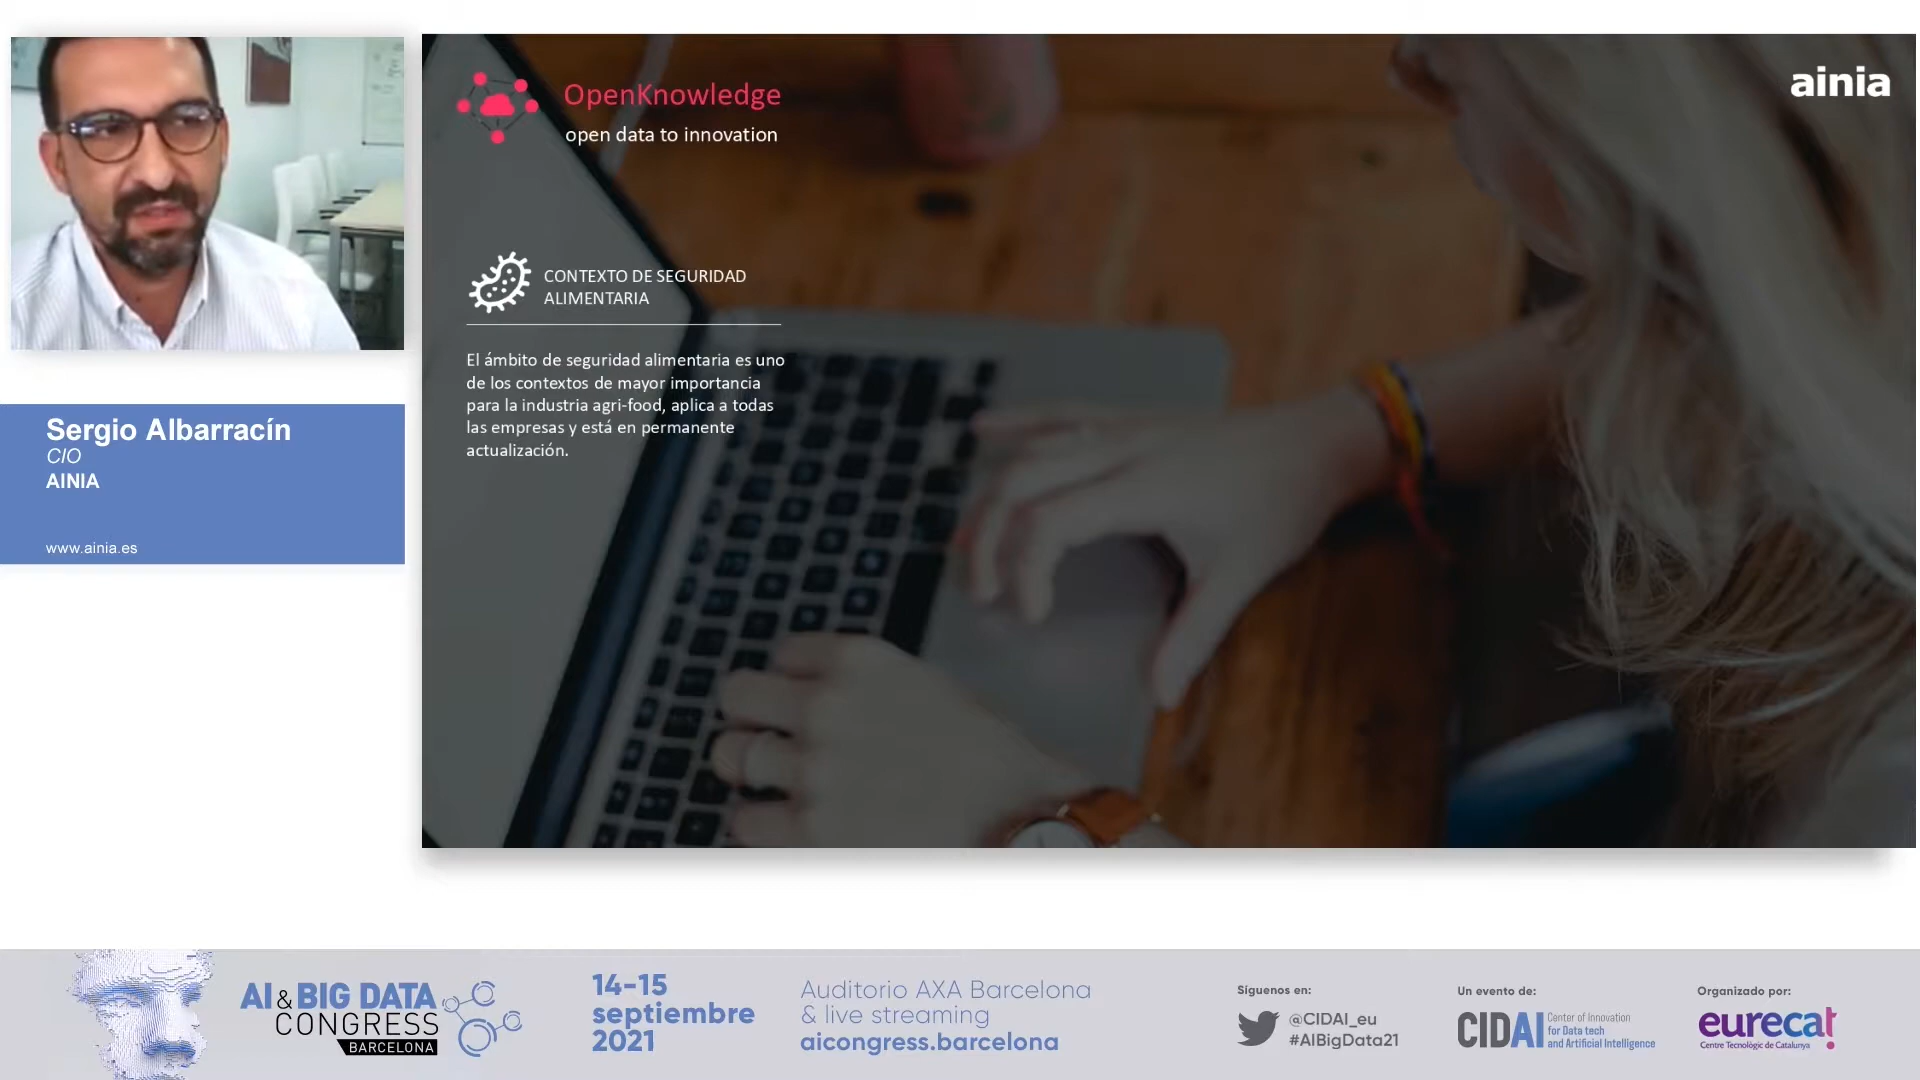 OpenKnowledge
open data to innovation
ainia
CONTEXTO DE SEGURIDAD
ALIMENTARIA
El ámbito de seguridad alimentaria es uno
de los contextos de mayor importancia
para la industria agri-food, aplica a todas
las empresas y está en permanente
actualización.
Sergio Albarracín
CIO
AINIA
www.ainia.es
AI & BIG DATA
CONGRESS
BARCELONA
14-15
septiembre
2021
Auditorio AXA Barcelona
& live streaming
aicongress.barcelona
Síguenos en:
@CIDAI_eu
#AIBigData21
Un evento de:
CIDAI
Center of Innovation
for Data tech
and Artificial Intelligence
Organizado por:
eurecat
Centre Tecnològic de Catalunya